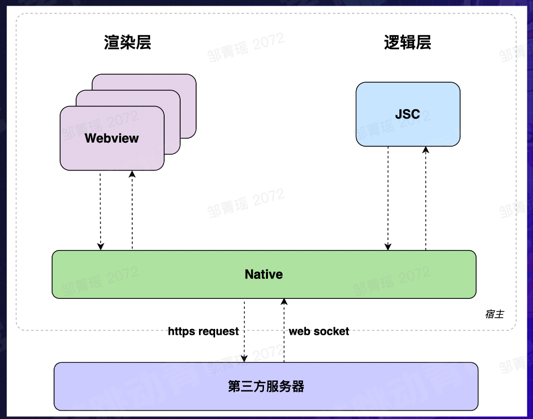 渲染层
逻辑层
Webview
JSC
Native
宿主
https request
web socket
第三方服务器
邹霄瑶 2072